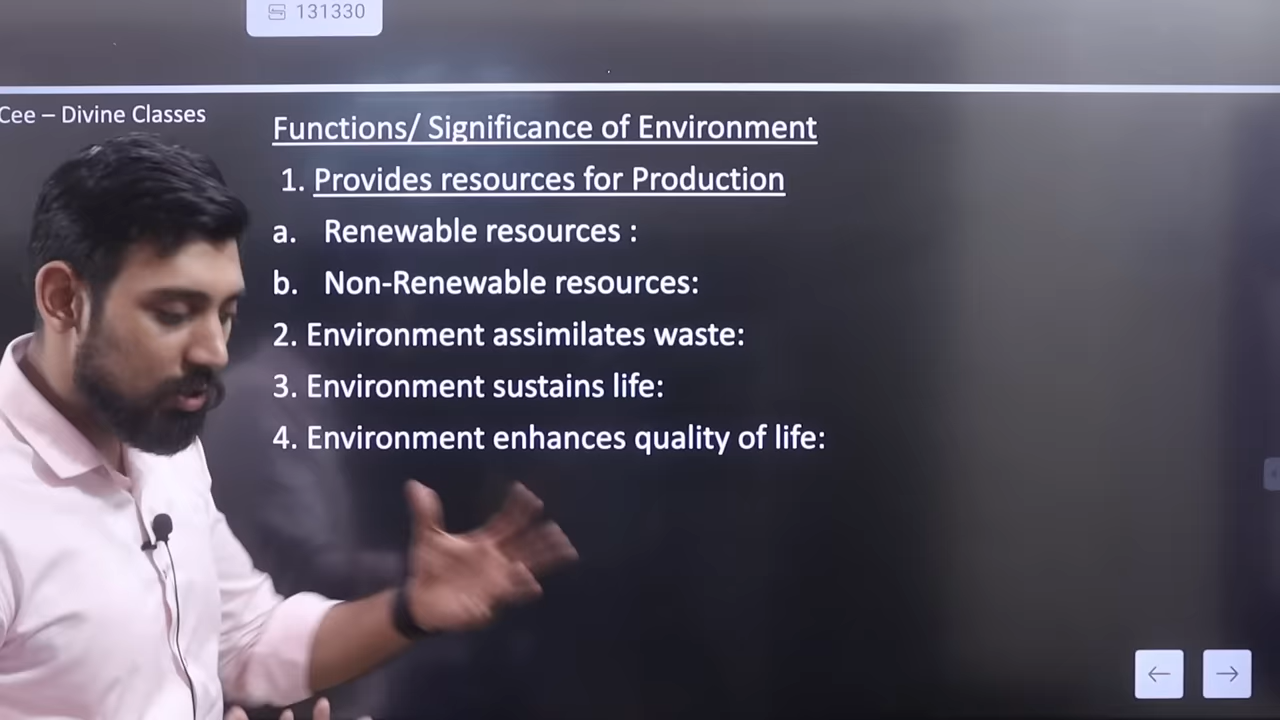 131330
Cee – Divine Classes
Functions/ Significance of Environment
1. Provides resources for Production
a. Renewable resources :
b. Non-Renewable resources:
2. Environment assimilates waste:
3. Environment sustains life:
4. Environment enhances quality of life: